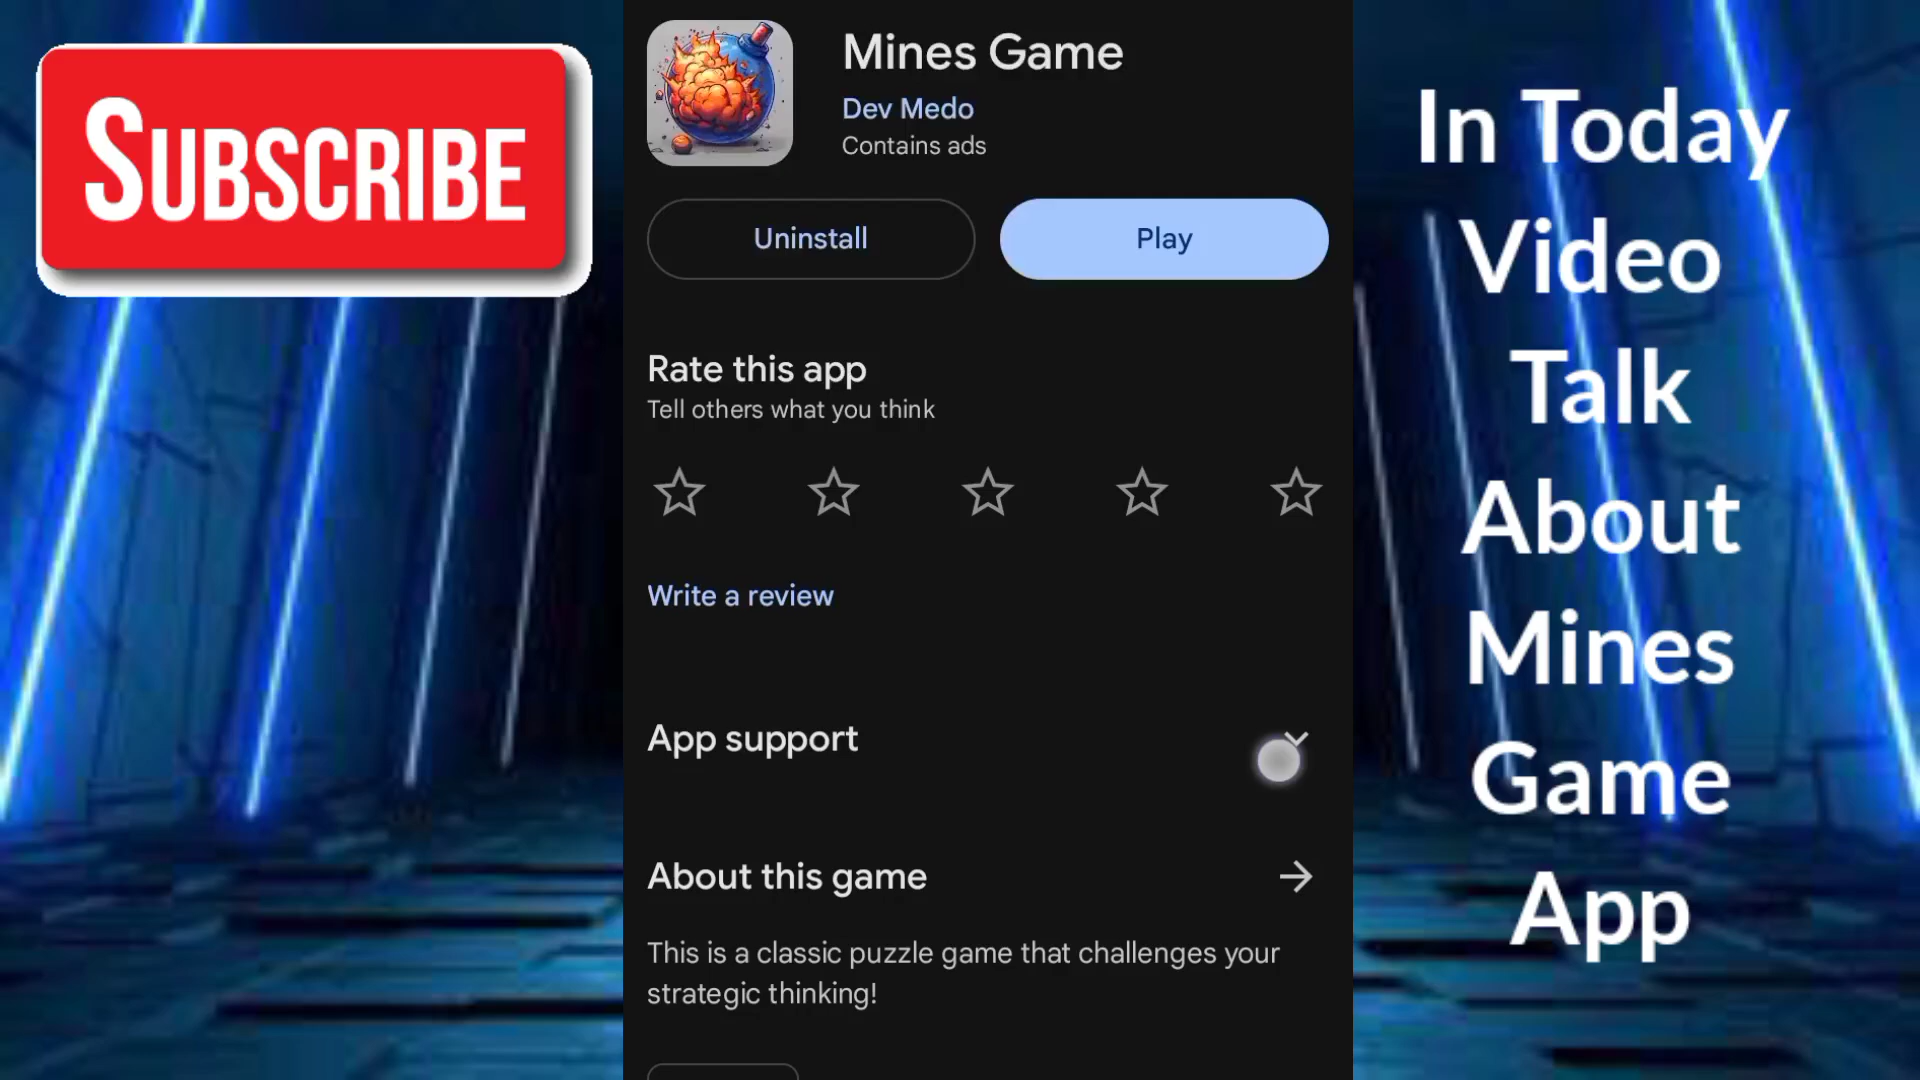 SUBSCRIBE
Mines Game
Dev Medo
Contains ads
Uninstall
Play
Rate this app
Tell others what you think
Write a review
App support
About this game
This is a classic puzzle game that challenges your
strategic thinking!
In Today
Video
Talk
About
Mines
Game
App